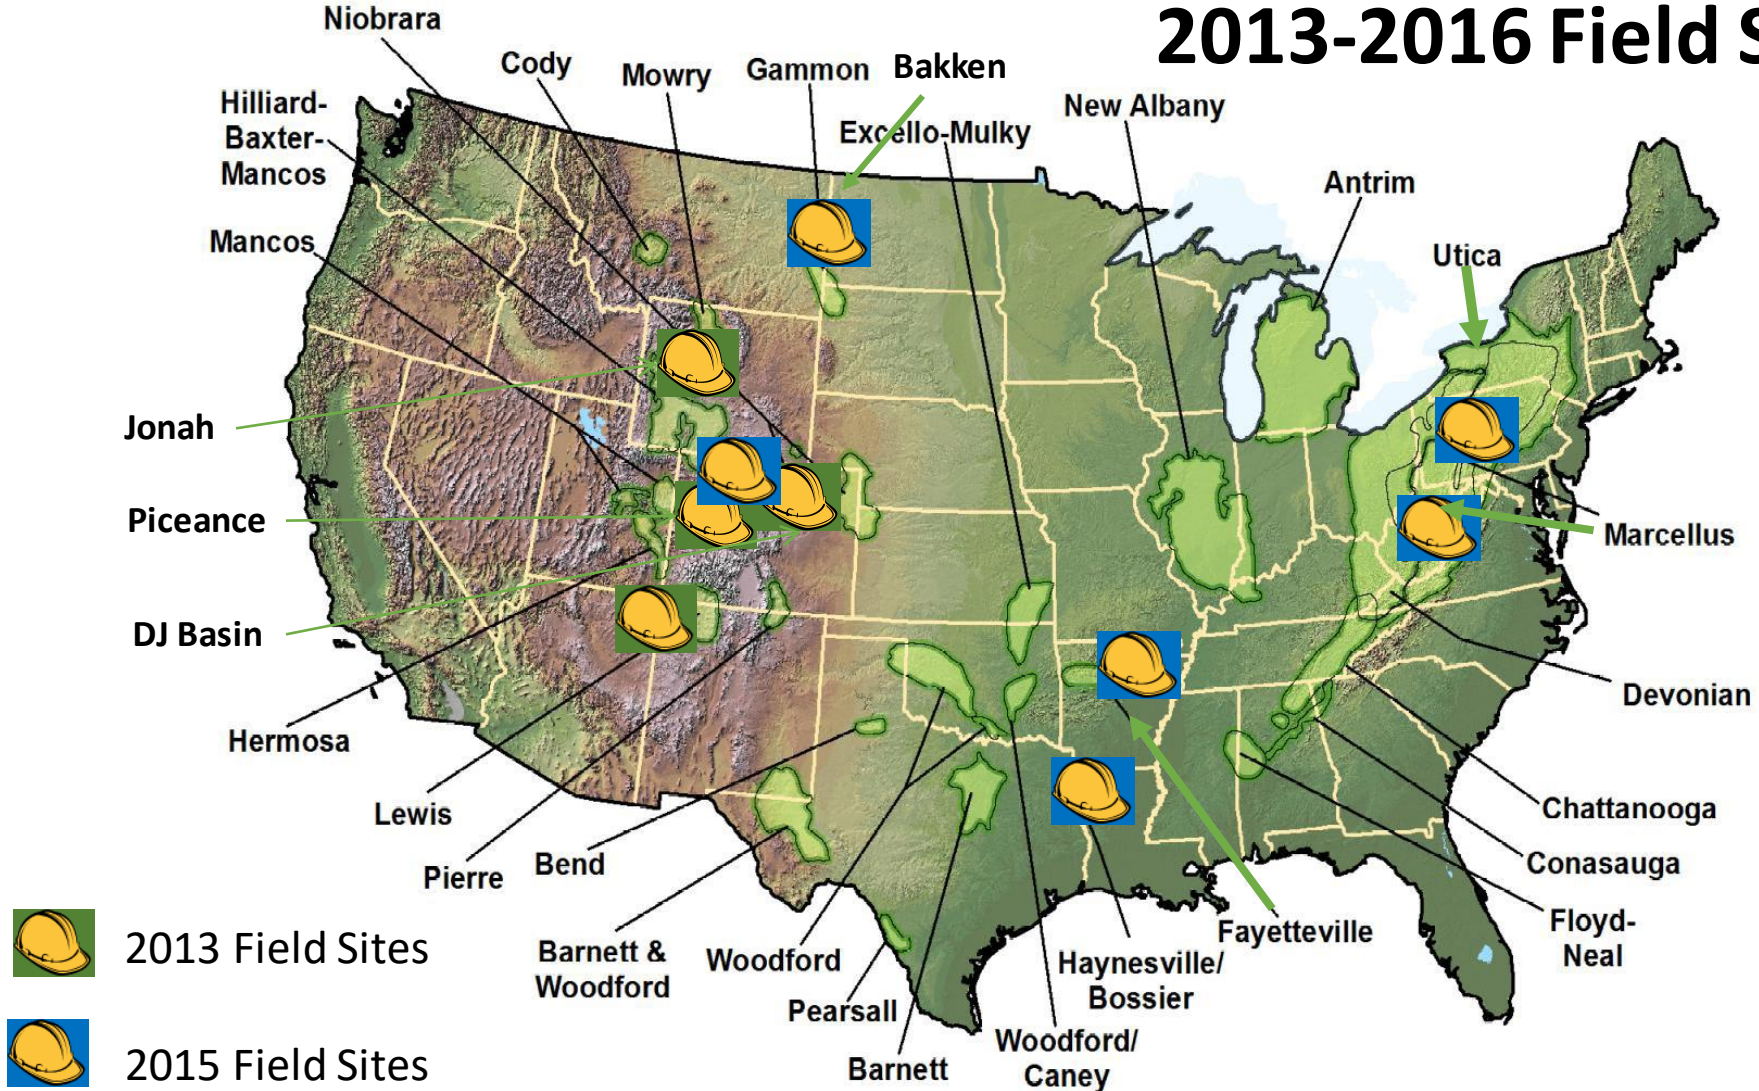 2013-2016 Field S
Niobrara
Cody
Mowry
Gammon
Bakken
Hilliard-
Baxter-
Mancos
Excello-Mulky
New Albany
Antrim
Mancos
Utica
Jonah
Piceance
Marcellus
DJ Basin
Devonian
Hermosa
Lewis
Chattanooga
Pierre
Bend
Conasauga
Barnett &
Woodford
Woodford
Pearsall
Barnett
Woodford/
Caney
Haynesville/
Bossier
Fayetteville
Floyd-
Neal
2013 Field Sites
2015 Field Sites